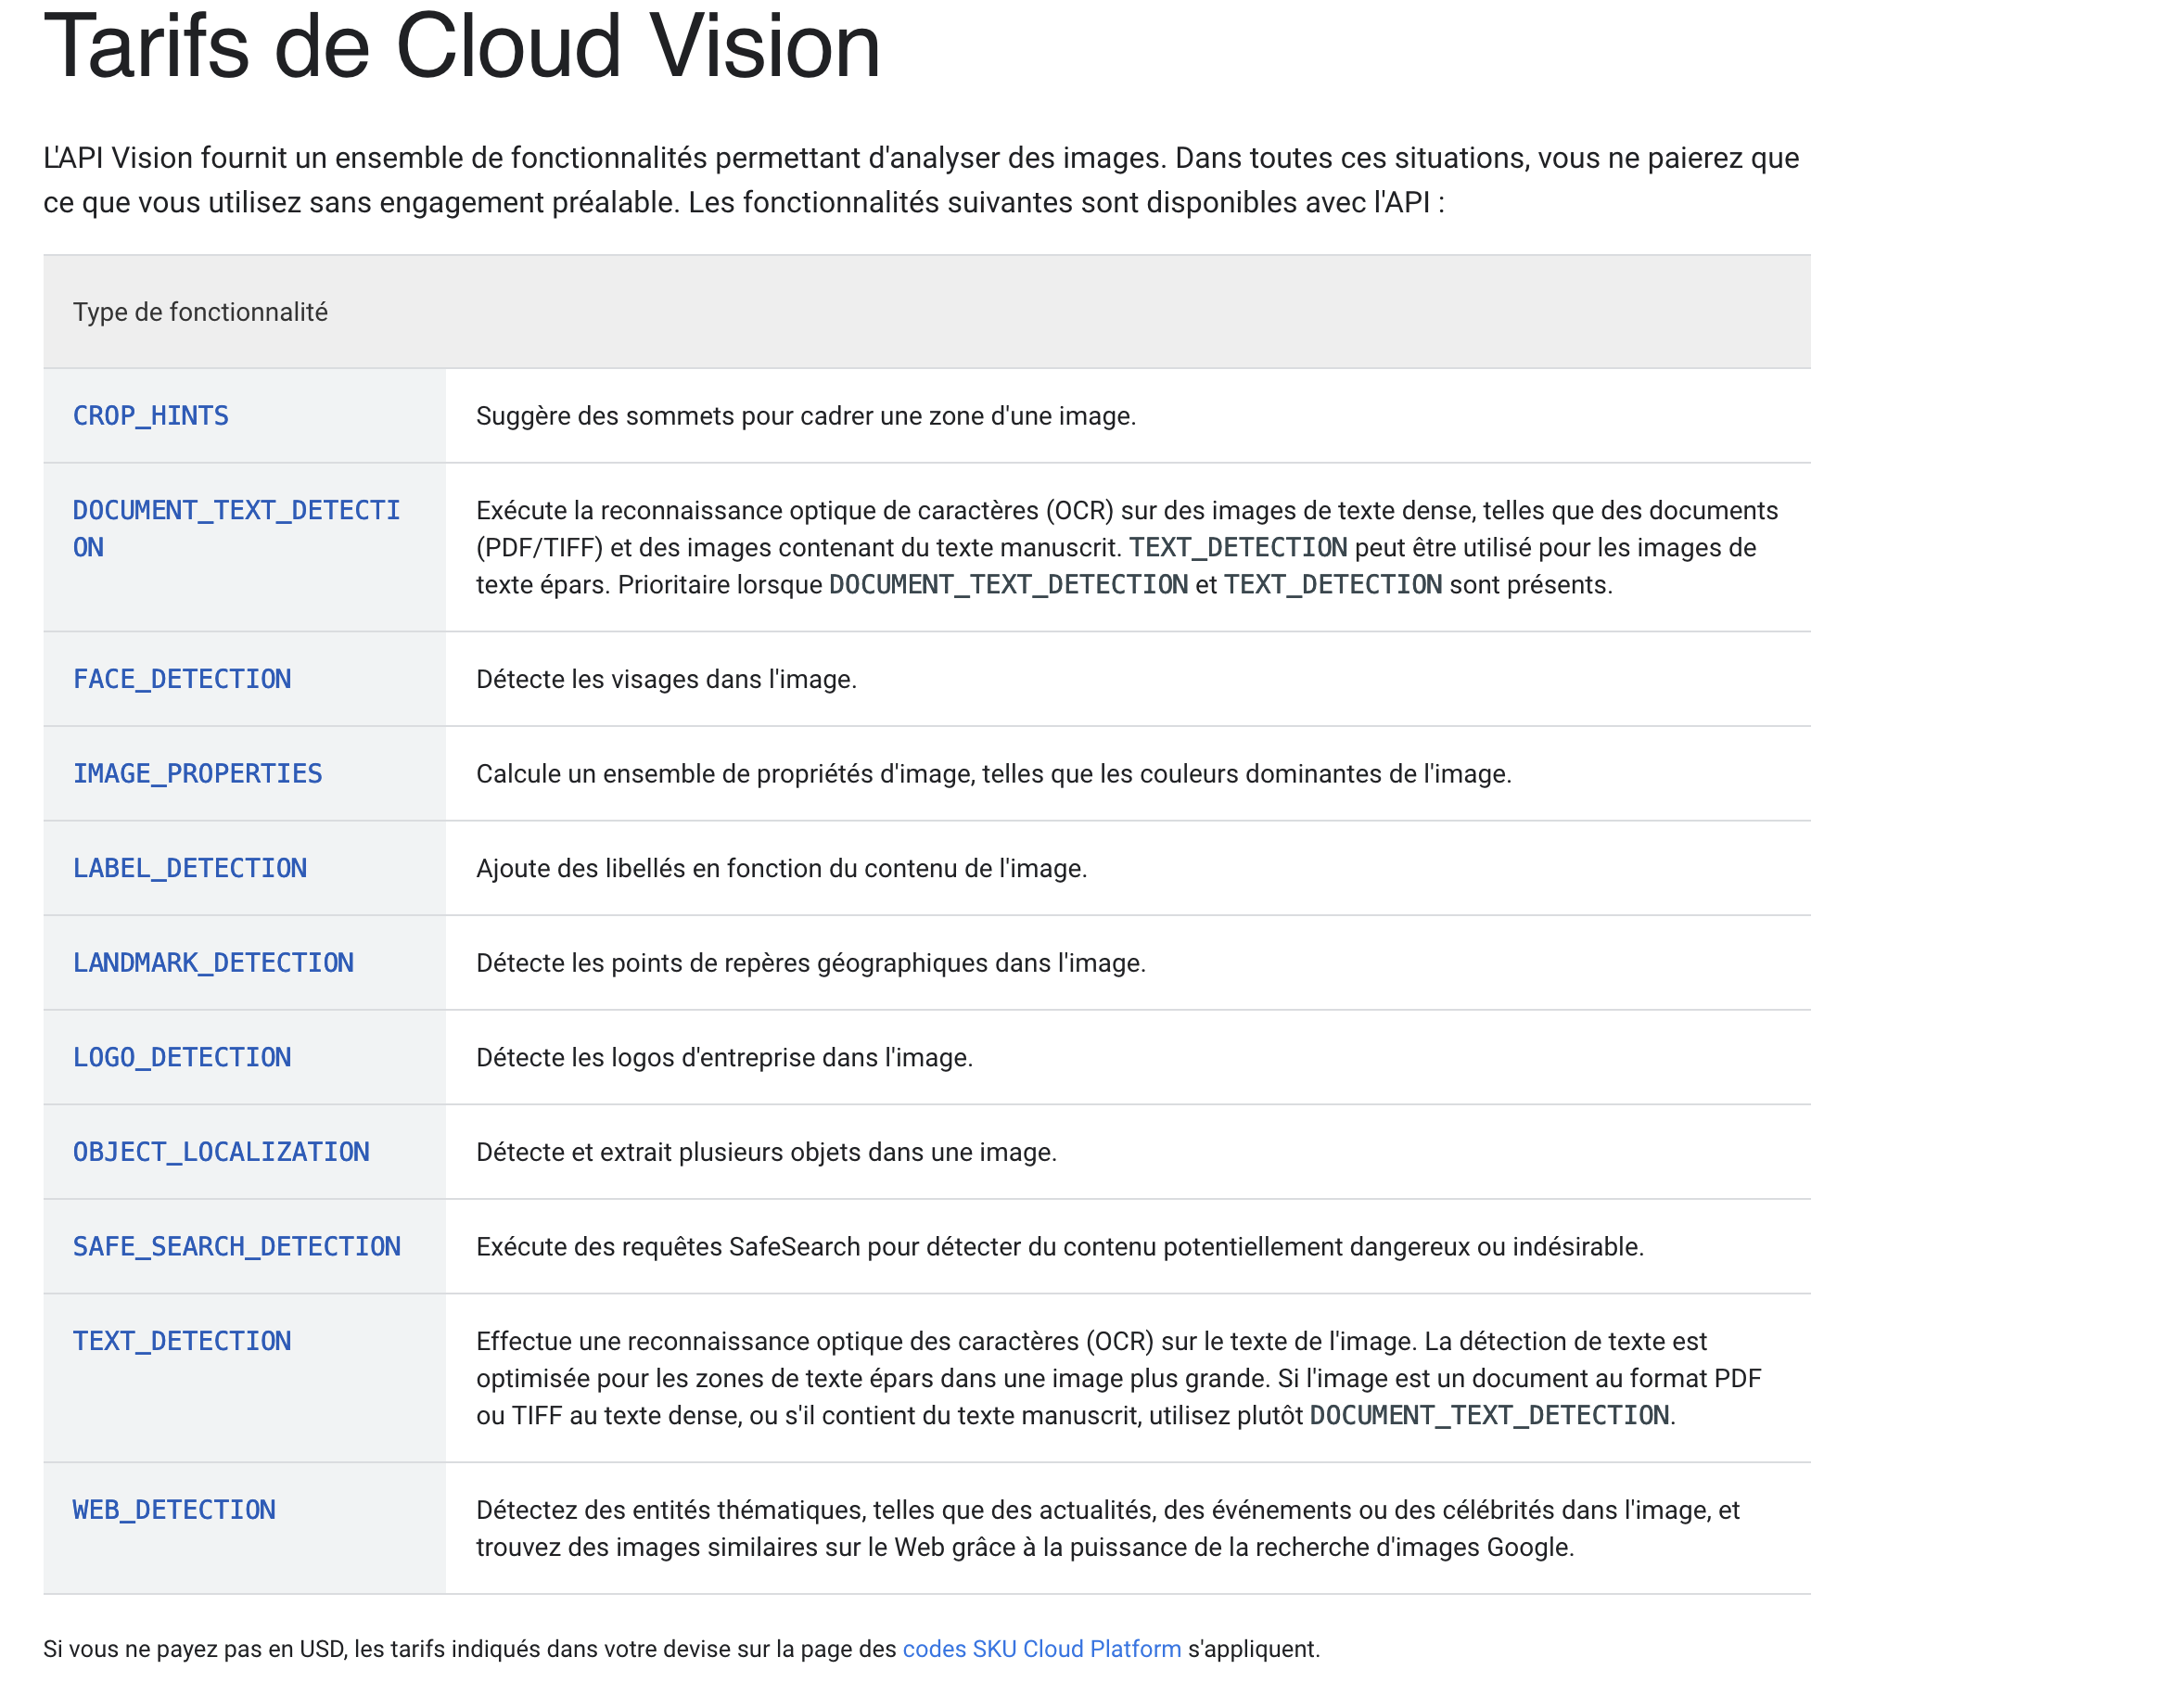 Tarifs de Cloud Vision
L'API Vision fournit un ensemble de fonctionnalités permettant d'analyser des images. Dans toutes ces situations, vous ne paierez que
ce que vous utilisez sans engagement préalable. Les fonctionnalités suivantes sont disponibles avec l'API :
Type de fonctionnalité
CROP_HINTS
Suggère des sommets pour cadrer une zone d'une image.
DOCUMENT_TEXT_DETECTI
ON
Exécute la reconnaissance optique de caractères (OCR) sur des images de texte dense, telles que des documents
(PDF/TIFF) et des images contenant du texte manuscrit. TEXT_DETECTION peut être utilisé pour les images de
texte épars. Prioritaire lorsque DOCUMENT_TEXT_DETECTION et TEXT_DETECTION sont présents.
FACE_DETECTION
Détecte les visages dans l'image.
IMAGE_PROPERTIES
Calcule un ensemble de propriétés d'image, telles que les couleurs dominantes de l'image.
LABEL_DETECTION
Ajoute des libellés en fonction du contenu de l'image.
LANDMARK_DETECTION
Détecte les points de repères géographiques dans l'image.
LOGO_DETECTION
Détecte les logos d'entreprise dans l'image.
OBJECT_LOCALIZATION
Détecte et extrait plusieurs objets dans une image.
SAFE_SEARCH_DETECTION
Exécute des requêtes SafeSearch pour détecter du contenu potentiellement dangereux ou indésirable.
TEXT_DETECTION
Effectue une reconnaissance optique des caractères (OCR) sur le texte de l'image. La détection de texte est
optimisée pour les zones de texte épars dans une image plus grande. Si l'image est un document au format PDF
ou TIFF au texte dense, ou s'il contient du texte manuscrit, utilisez plutôt DOCUMENT_TEXT_DETECTION.
WEB_DETECTION
Détectez des entités thématiques, telles que des actualités, des événements ou des célébrités dans l'image, et
trouvez des images similaires sur le Web grâce à la puissance de la recherche d'images Google.
Si vous ne payez pas en USD, les tarifs indiqués dans votre devise sur la page des codes SKU Cloud Platform s'appliquent.